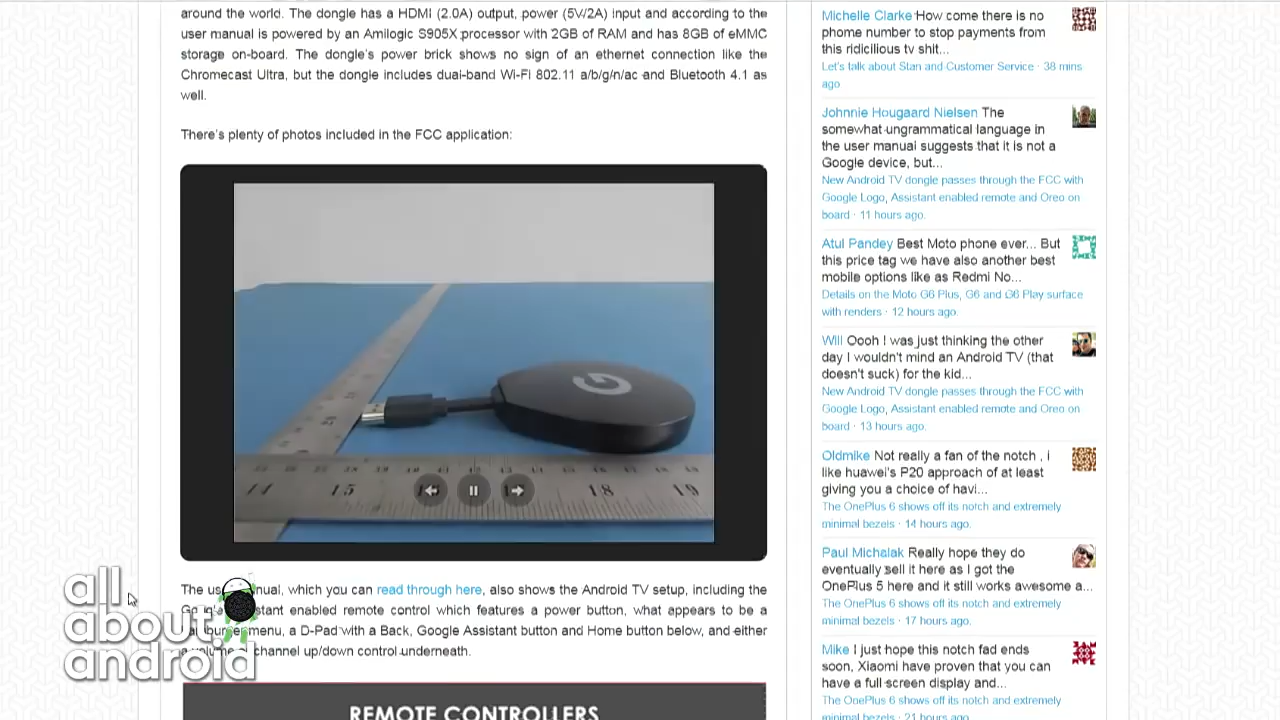 around the world. The dongle has a HDMI (2.0A) output, power (5V/2A) input and according to the
user manual is powered by an Amilogic S905X processor with 2GB of RAM and has 8GB of eMMC
storage on-board. The dongle's power brick shows no sign of an ethernet connection like the
Chromecast Ultra, but the dongle includes dual-band Wi-Fi 802.11 a/b/g/n/ac and Bluetooth 4.1 as
well.
There's plenty of photos included in the FCC application:
G
14 15 18 19
The us nual, which you can read through here, also shows the Android TV setup, including the
stant enabled remote control which features a power button, what appears to be a
menu, a D-Pad with a Back, Google Assistant button and Home button below, and either
channel up/down control underneath.
REMOTE CONTROLLERS
all
about
android
Michelle Clarke How come there is no
phome number to stop payments from
this ridicilious tv shit...
Let's talk about Stan and Customer Service · 38 mins
ago
Johnnie Hougaard Nielsen The
somewhat ungrammatical language in
the user manual suggests that it is not a
Google device, but...
New Android TV dongle passes through the FCC with
Google Logo, Assistant enabled remote and Oreo on
board · 11 hours ago.
Atul Pandey Best Moto phone ever... But
this price tag we have also another best
mobile options like as Redmi No...
Details on the Moto G6 Plus, G6 and G6 Play surface
with renders · 12 hours ago.
Will Oooh I was just thinking the other
day I wouldn't mind an Android TV (that
doesn't suck) for the kid...
New Android TV dongle passes through the FCC with
Google Logo, Assistant enabled remote and Oreo on
board · 13 hours ago.
Oldmike Not really a fan of the notch , i
like huawei's P20 approach of at least
giving you a choice of havi...
The OnePlus 6 shows off its notch and extremely
minimal bezels · 14 hours ago.
Paul Michalak Really hope they do
eventually sell it here as I got the
OnePlus 5 here and it still works awesome a...
The OnePlus 6 shows off its notch and extremely
minimal bezels · 17 hours ago.
Mike I just hope this notch fad ends
soon, Xiaomi have proven that you can
have a full screen display and...
The OnePlus 6 shows off its notch and extremely
minimal bezels · 21 hours ago.